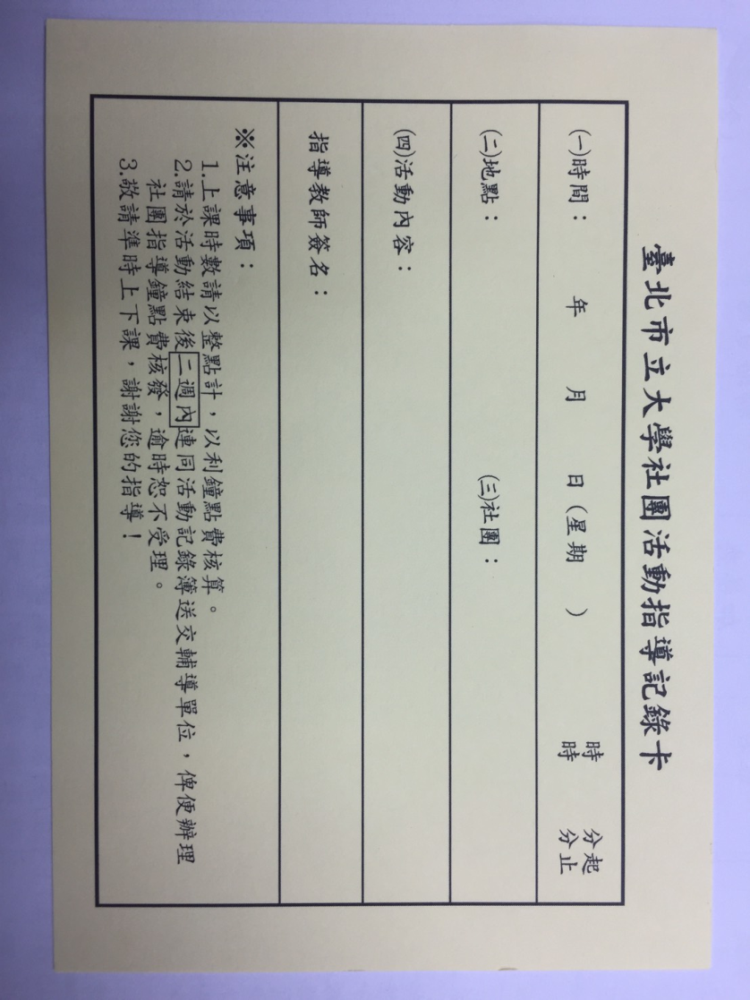 臺北市立大學社團活動指導記錄卡
㈠時間： 年 月 日(星期 ) 時 分起
時 分止
㈡地點： ㈢社團：
㈣活動內容：
指導教師簽名：
※注意事項：
1.上課時數請以整點計，以利鐘點費核算。
2.請於活動結束後二週內連同活動記錄簿送交輔導單位，俾便辦理
社團指導鐘點費核發，逾時恕不受理。
3.敬請準時上下課，謝謝您的指導！